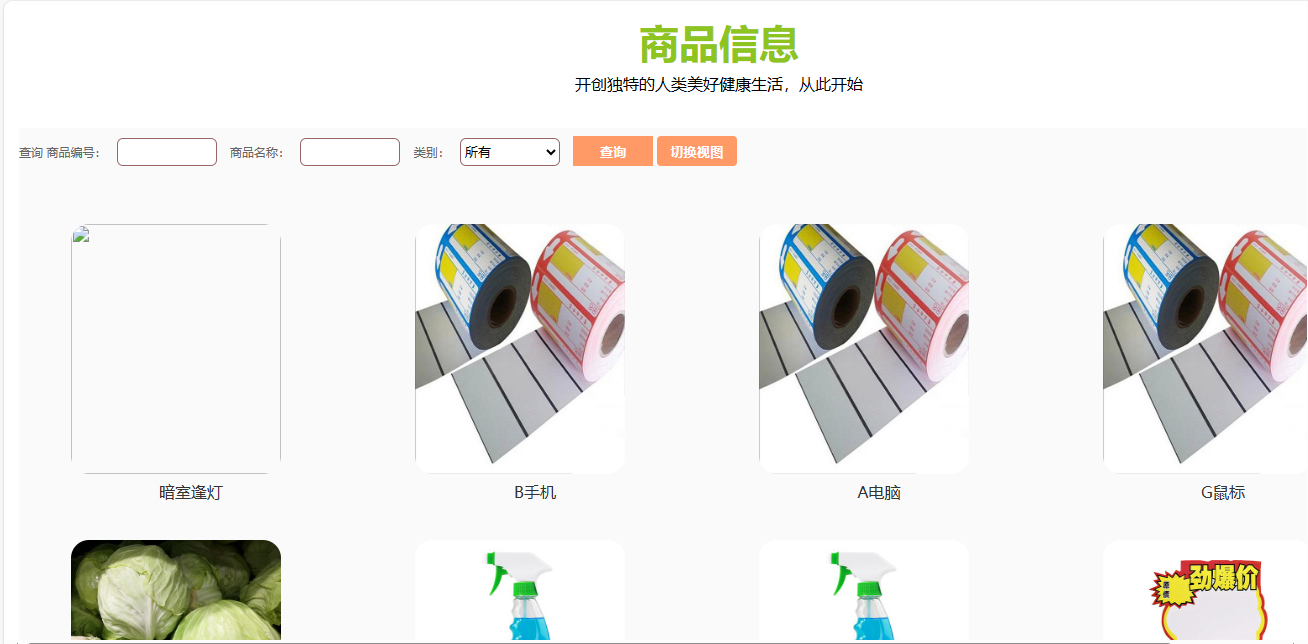 商品信息
开创独特的人类美好健康生活，从此开始
查询 商品编号： 商品名称： 类别： 所有 查询 切换视图
暗室逢灯 B手机 A电脑 G鼠标
劲爆价